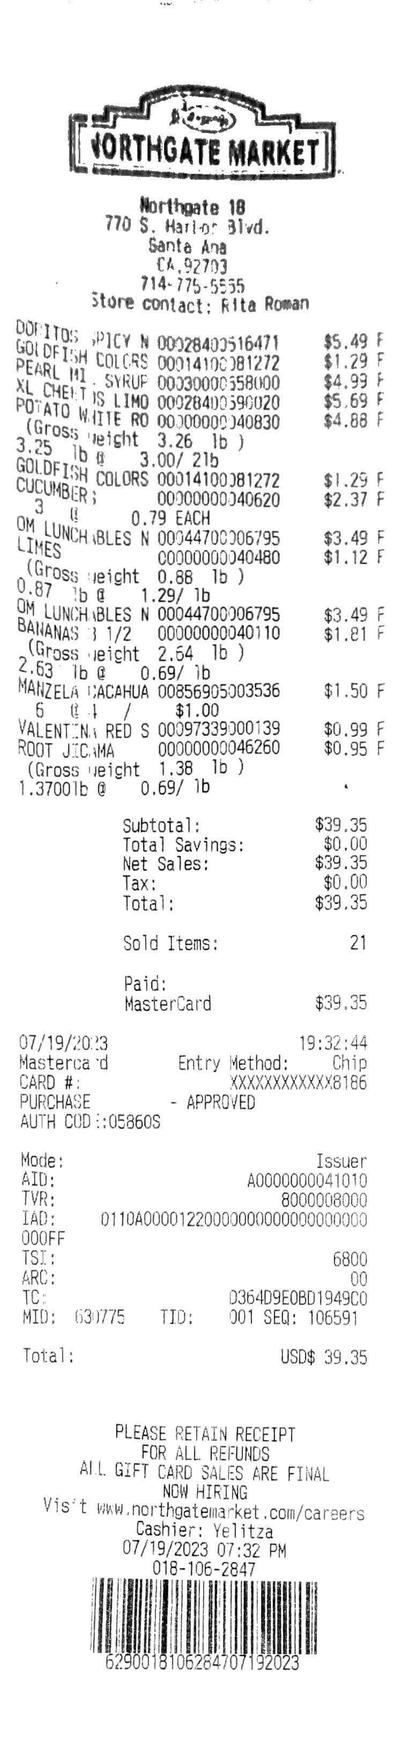 NORTHGATE MARKET
Northgate 18
770 S. Harbor Blvd.
Santa Ana
CA,92703
714-775-5555
Store contact: Rita Roman
DORITOS SPICY N 00028400516471 $5.49 F
GOLDFISH COLORS 00014100081272 $1.29 F
PEARL MI . SYRUP 00030000558000 $4.99 F
XL CHEETOS LIMO 00028400590020 $5.69 F
POTATO WHITE RO 00000000040830 $4.88 F
(Gross weight 3.26 lb )
3.25 lb @ 3.00/ 2lb
GOLDFISH COLORS 00014100081272 $1.29 F
CUCUMBERS 00000000040620 $2.37 F
3 @ 0.79 EACH
OM LUNCHABLES N 00044700006795 $3.49 F
LIMES 00000000040480 $1.12 F
(Gross weight 0.88 lb )
0.87 lb @ 1.29/ lb
OM LUNCHABLES N 00044700006795 $3.49 F
BANANAS 3 1/2 00000000040110 $1.81 F
(Gross weight 2.64 lb )
2.63 lb @ 0.69/ lb
MANZELA CACAHUA 00856905003536 $1.50 F
6 @ 4 / $1.00
VALENTINA RED S 00097339000139 $0.99 F
ROOT JICAMA 00000000046260 $0.95 F
(Gross weight 1.38 lb )
1.3700lb @ 0.69/ lb
Subtotal: $39.35
Total Savings: $0.00
Net Sales: $39.35
Tax: $0.00
Total: $39.35
Sold Items: 21
Paid:
MasterCard $39.35
07/19/2023 19:32:44
Mastercard Entry Method: Chip
CARD #: XXXXXXXXXXXX8186
PURCHASE - APPROVED
AUTH CODE:05860S
Mode: Issuer
AID: A0000000041010
TVR: 8000008000
IAD: 0110A00001220000000000000000
000FF
TSI: 6800
ARC: 00
TC: 0364D9E0BD1949C0
MID: 630775 TID: 001 SEQ: 106591
Total: USD$ 39.35
PLEASE RETAIN RECEIPT
FOR ALL REFUNDS
ALL GIFT CARD SALES ARE FINAL
NOW HIRING
Visit www.northgatemarket.com/careers
Cashier: Yelitza
07/19/2023 07:32 PM
018-106-2847
6290018106284707192023